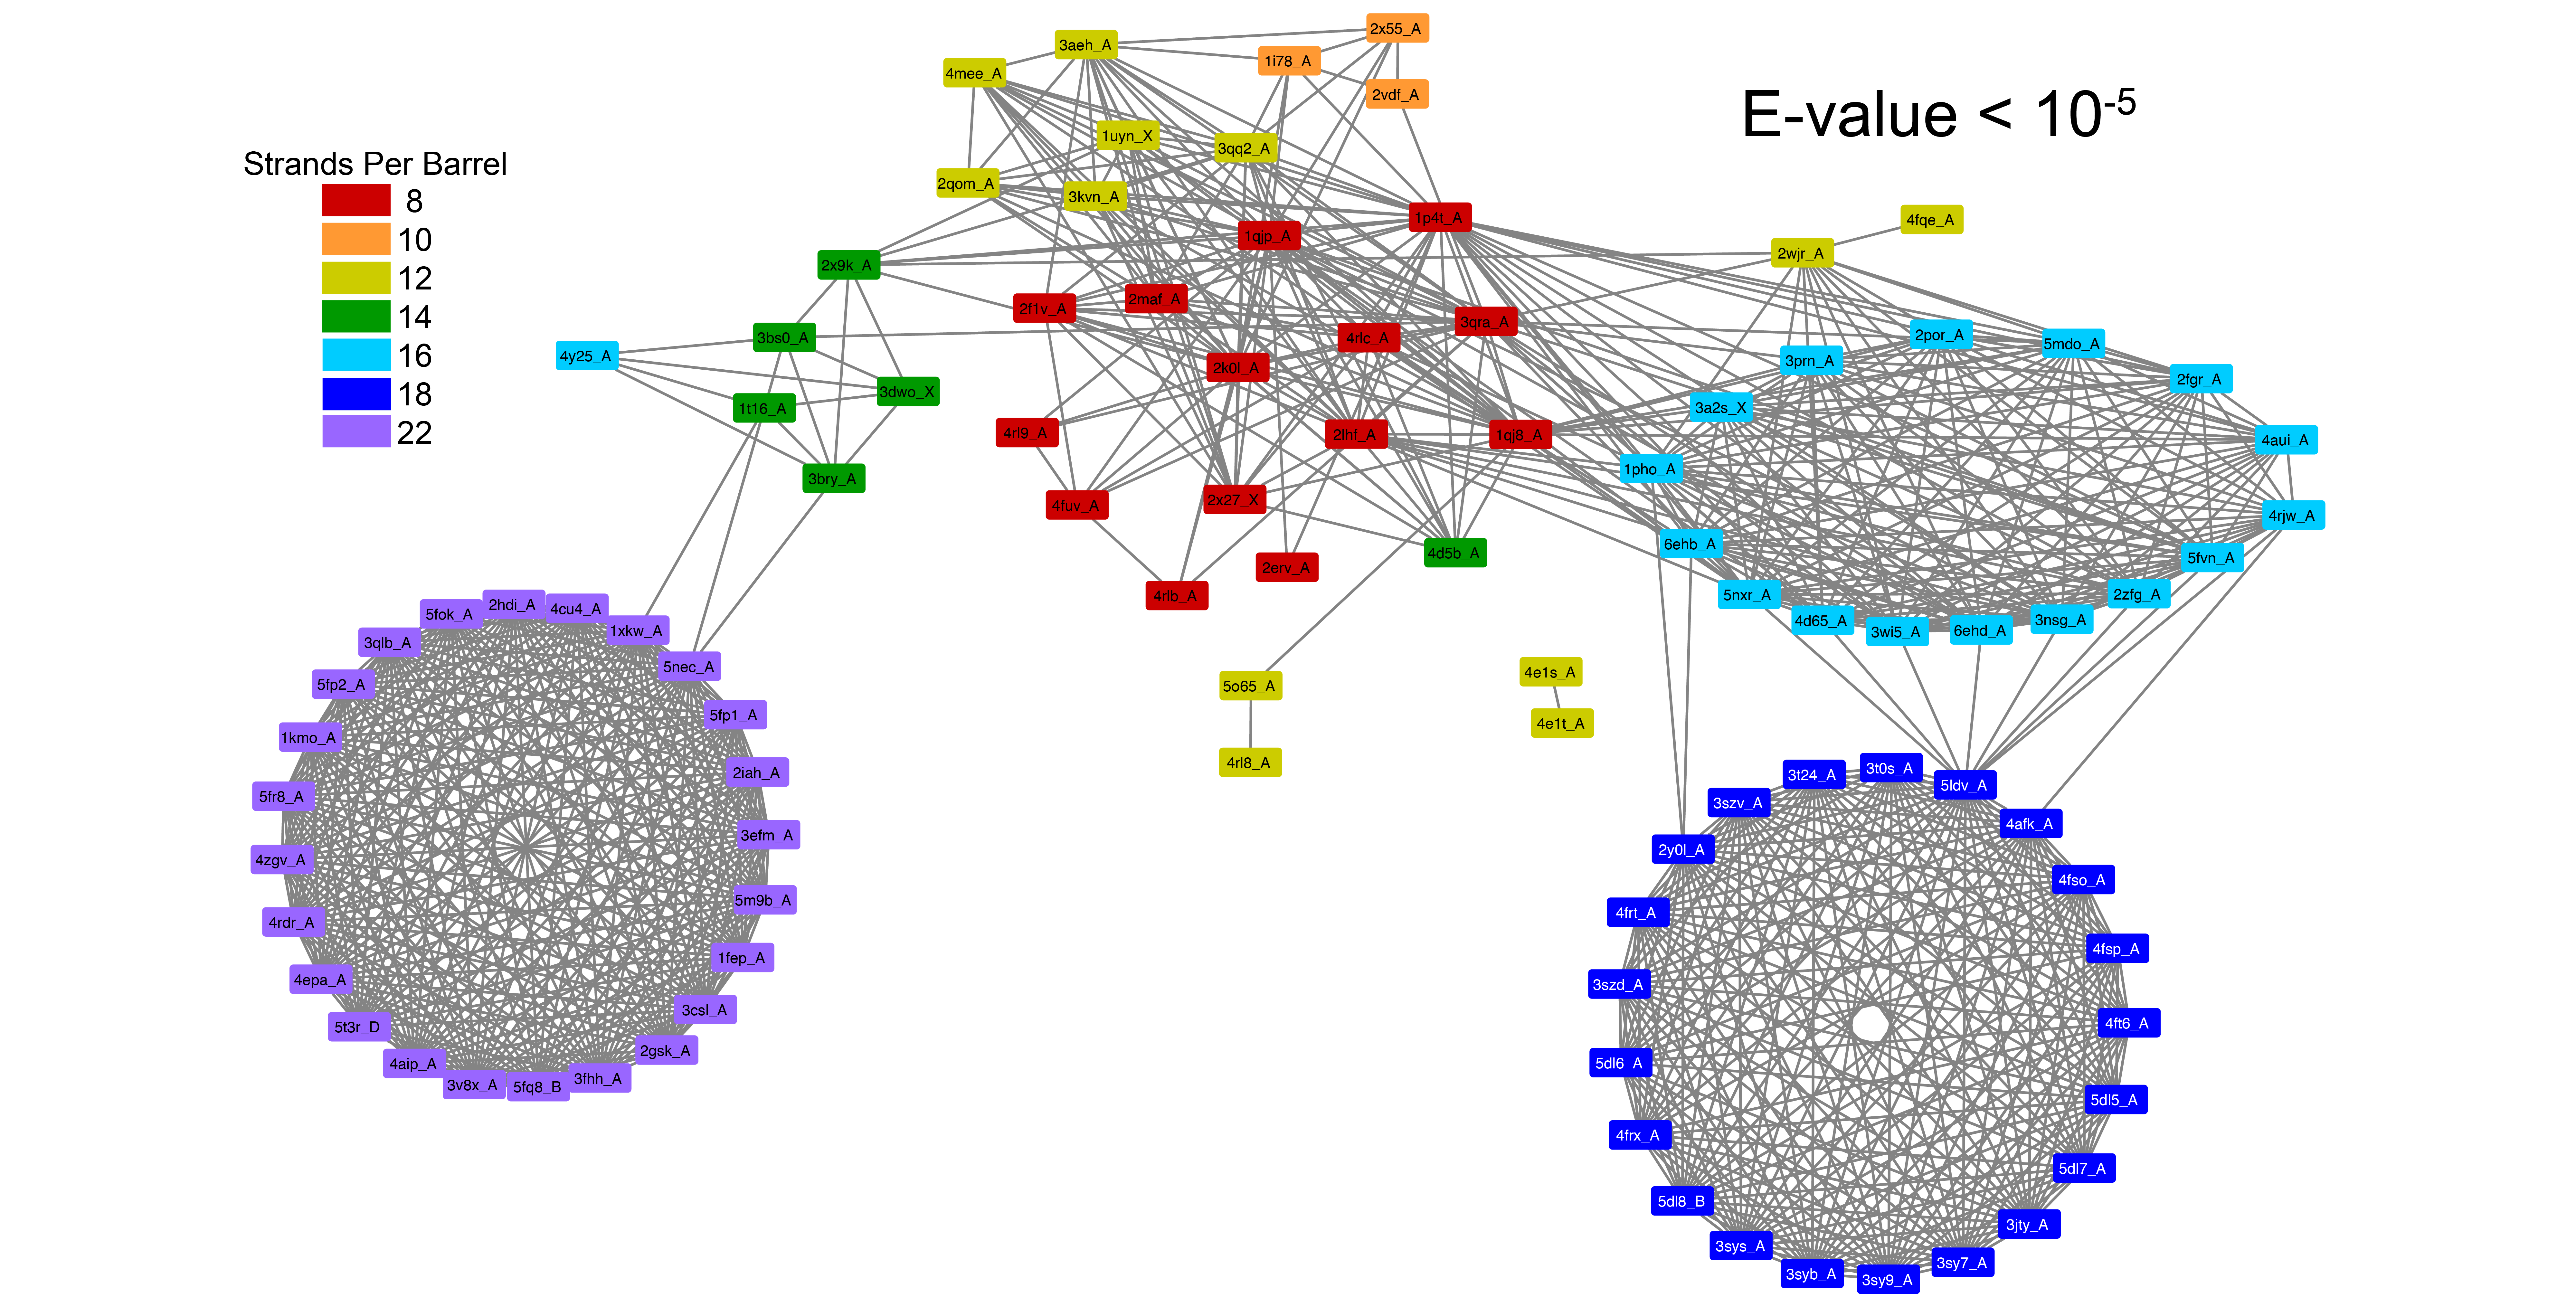 2x55_A
3aeh_A
1i78_A
4mee_A
2vdf_A
E-value < 10-5
1uyn_X
3qq2_A
Strands Per Barrel
2qom_A
3kvn_A
8
1p4t_A
4fqe_A
1qjp_A
10
2wjr_A
2x9k_A
12
2maf_A
2f1v_A
14
3qra_A
3bs0_A
4rlc_A
2por_A
5mdo_A
16
4y25_A
3prn_A
2k0l_A
2fgr_A
3dwo_X
18
1t16_A
3a2s_X
22
4rl9_A
2lhf_A
1qj8_A
4aui_A
1pho_A
3bry_A
4fuv_A
2x27_X
4rjw_A
6ehb_A
4d5b_A
5fvn_A
2erv_A
4rlb_A
5nxr_A
2zfg_A
4d65_A
3wi5_A
6ehd_A
3nsg_A
5fok_A
2hdi_A
4cu4_A
3qlb_A
1xkw_A
5nec_A
4e1s_A
5fp2_A
5o65_A
5fp1_A
4e1t_A
1kmo_A
4rl8_A
2iah_A
3t24_A
3t0s_A
5ldv_A
5fr8_A
3szv_A
4afk_A
3efm_A
2y0l_A
4zgv_A
4fso_A
5m9b_A
4frt_A
4rdr_A
4fsp_A
1fep_A
4epa_A
3szd_A
3csl_A
4ft6_A
5t3r_D
2gsk_A
4aip_A
5dl6_A
3v8x_A
5fq8_B
3fhh_A
5dl5_A
4frx_A
5dl7_A
5dl8_B
3jty_A
3sys_A
3sy7_A
3syb_A
3sy9_A